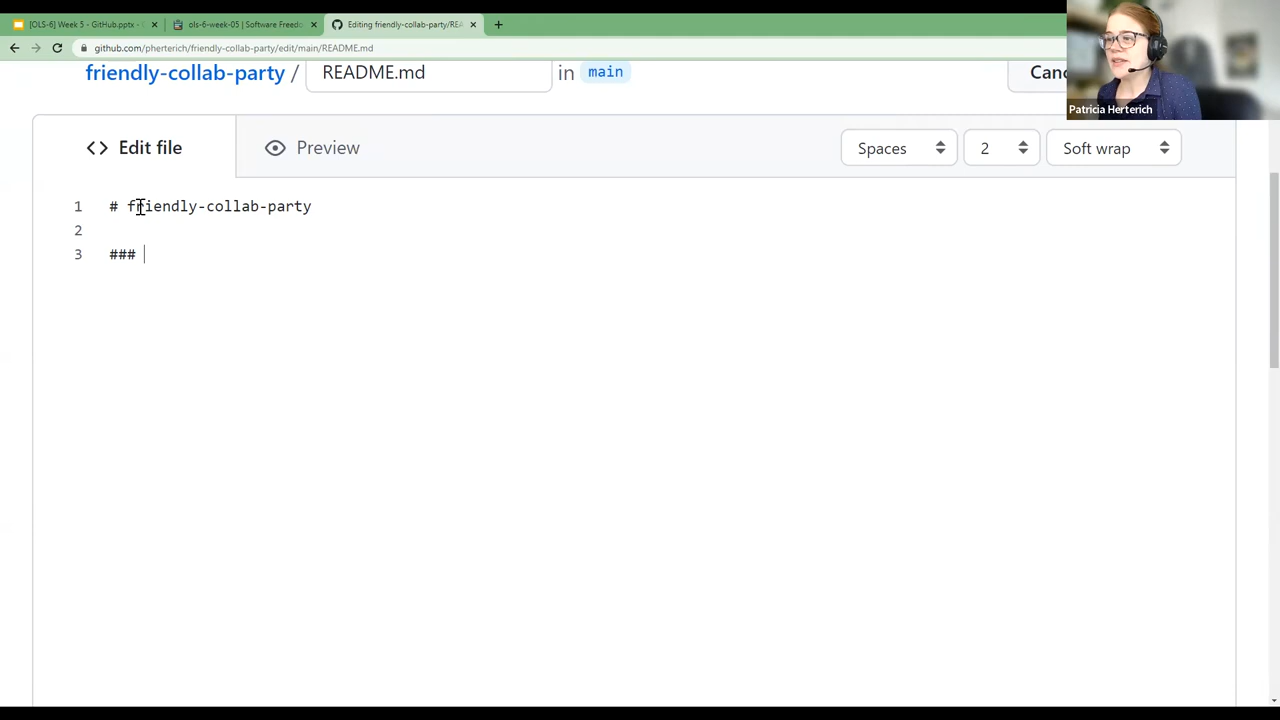 [OLS-6] Week 5 - GitHub.pptx -
ols-6-week-05 | Software Freedo
Editing friendly-collab-party/REA
github.com/pherterich/friendly-collab-party/edit/main/README.md
friendly-collab-party / README.md in main
Patricia Herterich
<> Edit file Preview Spaces 2 Soft wrap
1 # friendly-collab-party
2
3 ###